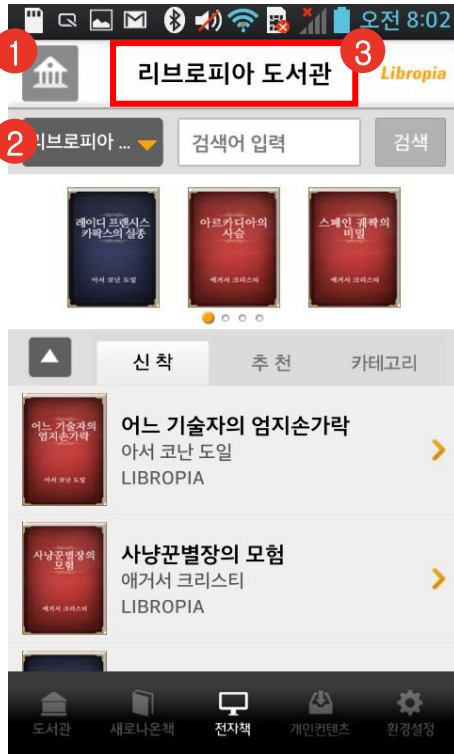 오전 8:02
1
리브로피아 도서관
3
Libropia
2
리브로피아 ...
검색어 입력
검색
레이디 프랜시스
카팍스의 실종
아서 코난 도일
아르카디아의
사슴
애거서 크리스티
스페인 궤짝의
비밀
애거서 크리스티
신착
추천
카테고리
어느 기술자의
엄지손가락
아서 코난 도일
어느 기술자의 엄지손가락
아서 코난 도일
LIBROPIA
사냥꾼별장의
모험
애거서 크리스티
사냥꾼별장의 모험
애거서 크리스티
LIBROPIA
도서관
새로나온책
전자책
개인컨텐츠
환경설정